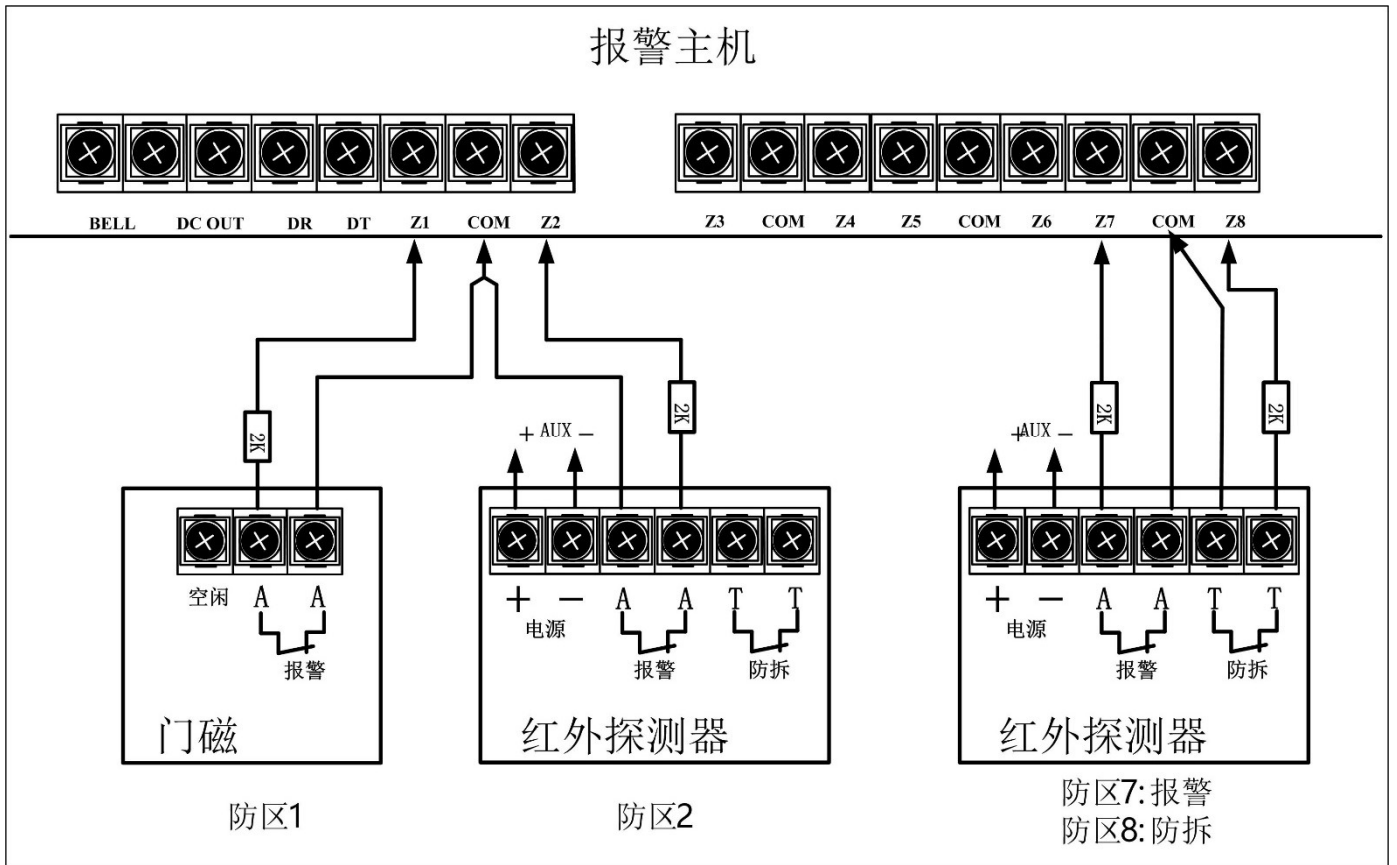 报警主机
BELL DC OUT DR DT Z1 COM Z2 Z3 COM Z4 Z5 COM Z6 Z7 COM Z8
2K 2K 2K 2K
+ AUX − +AUX −
空闲 A A + − A A T T + − A A T T
电源 电源
报警 报警 防拆 报警 防拆
门磁 红外探测器 红外探测器
防区1 防区2 防区7:报警
防区8:防拆